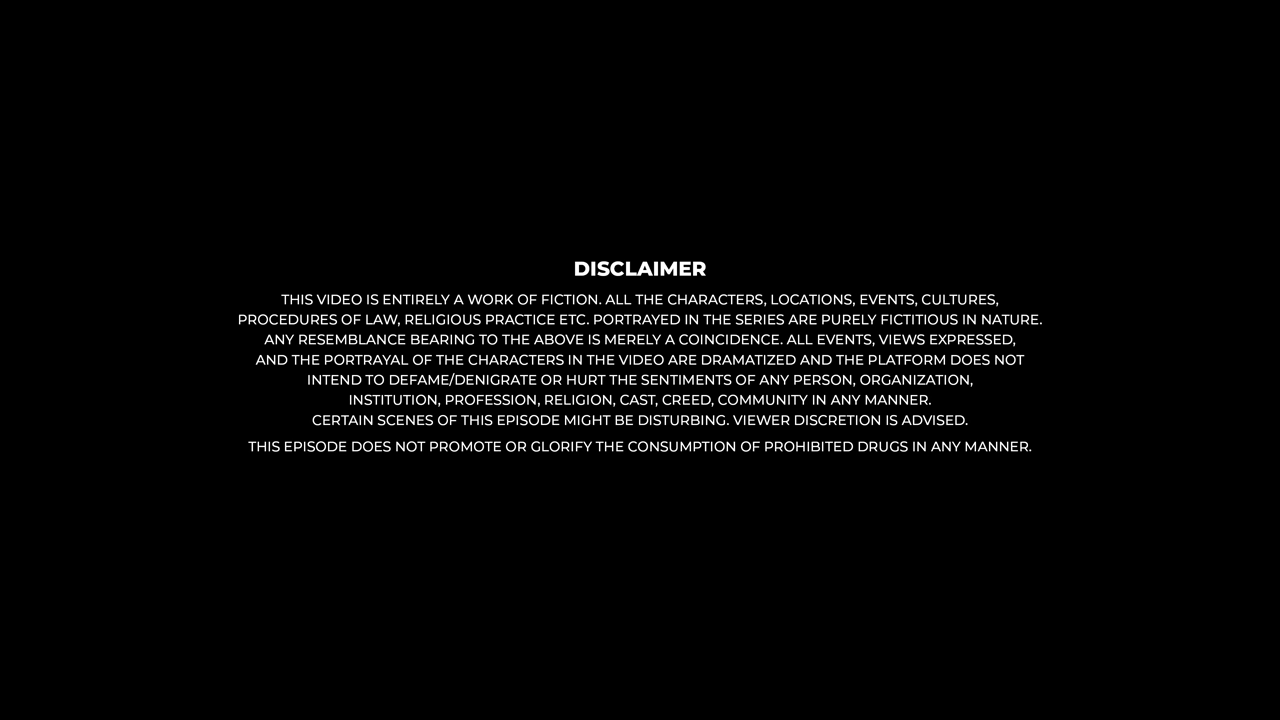 DISCLAIMER
THIS VIDEO IS ENTIRELY A WORK OF FICTION. ALL THE CHARACTERS, LOCATIONS, EVENTS, CULTURES,
PROCEDURES OF LAW, RELIGIOUS PRACTICE ETC. PORTRAYED IN THE SERIES ARE PURELY FICTITIOUS IN NATURE.
ANY RESEMBLANCE BEARING TO THE ABOVE IS MERELY A COINCIDENCE. ALL EVENTS, VIEWS EXPRESSED,
AND THE PORTRAYAL OF THE CHARACTERS IN THE VIDEO ARE DRAMATIZED AND THE PLATFORM DOES NOT
INTEND TO DEFAME/DENIGRATE OR HURT THE SENTIMENTS OF ANY PERSON, ORGANIZATION,
INSTITUTION, PROFESSION, RELIGION, CAST, CREED, COMMUNITY IN ANY MANNER.
CERTAIN SCENES OF THIS EPISODE MIGHT BE DISTURBING. VIEWER DISCRETION IS ADVISED.
THIS EPISODE DOES NOT PROMOTE OR GLORIFY THE CONSUMPTION OF PROHIBITED DRUGS IN ANY MANNER.